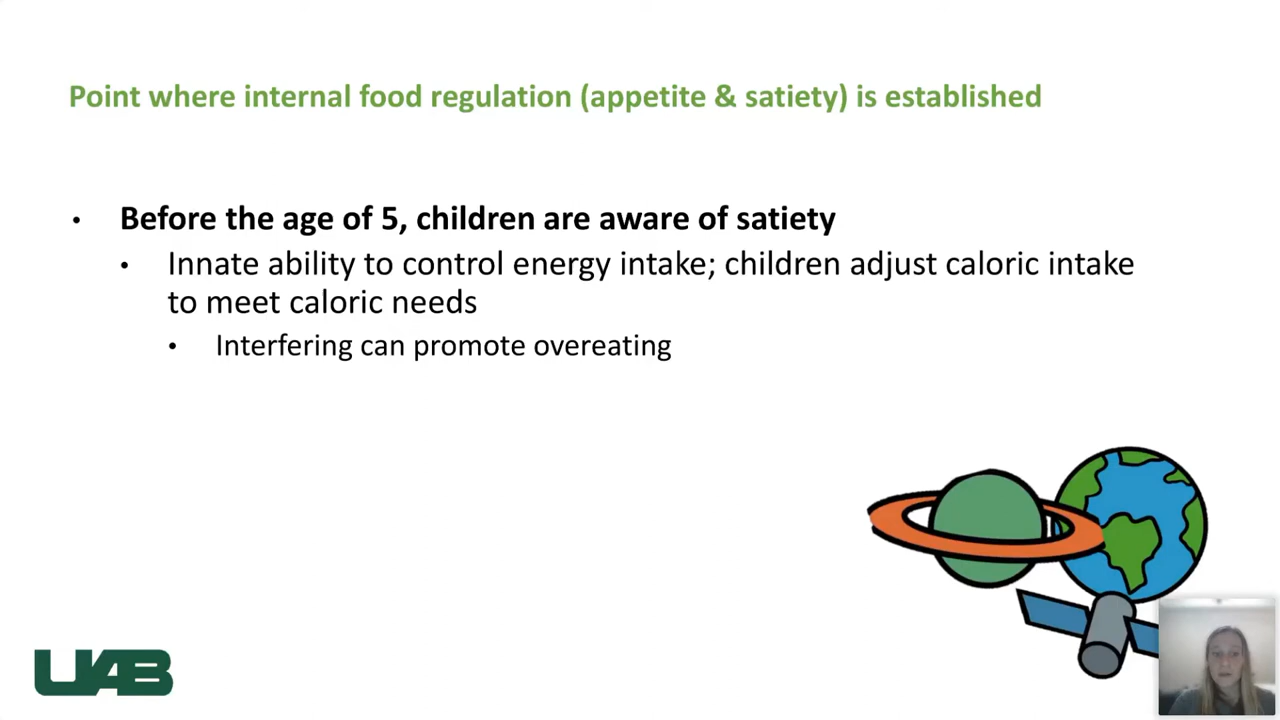 Point where internal food regulation (appetite & satiety) is established
• Before the age of 5, children are aware of satiety
• Innate ability to control energy intake; children adjust caloric intake
to meet caloric needs
• Interfering can promote overeating
UAB